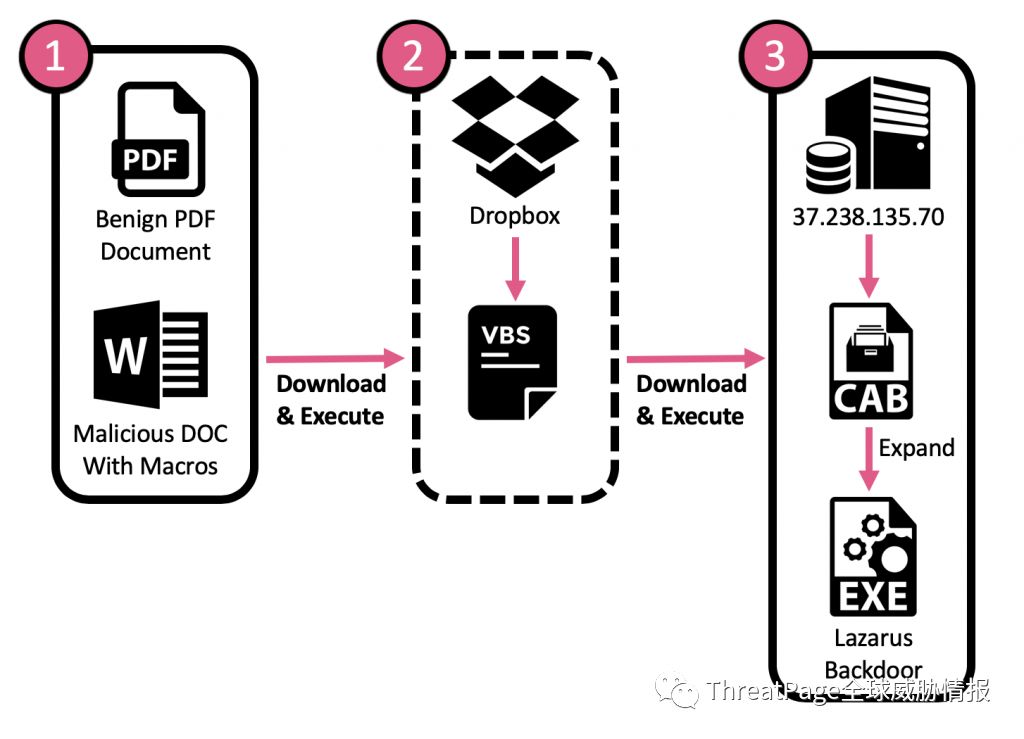 1
PDF
Benign PDF
Document
W
Malicious DOC
With Macros
Download
& Execute
2
Dropbox
VBS
Download
& Execute
3
37.238.135.70
CAB
Expand
EXE
Lazarus
Backdoor
ThreatPage全球威胁情报